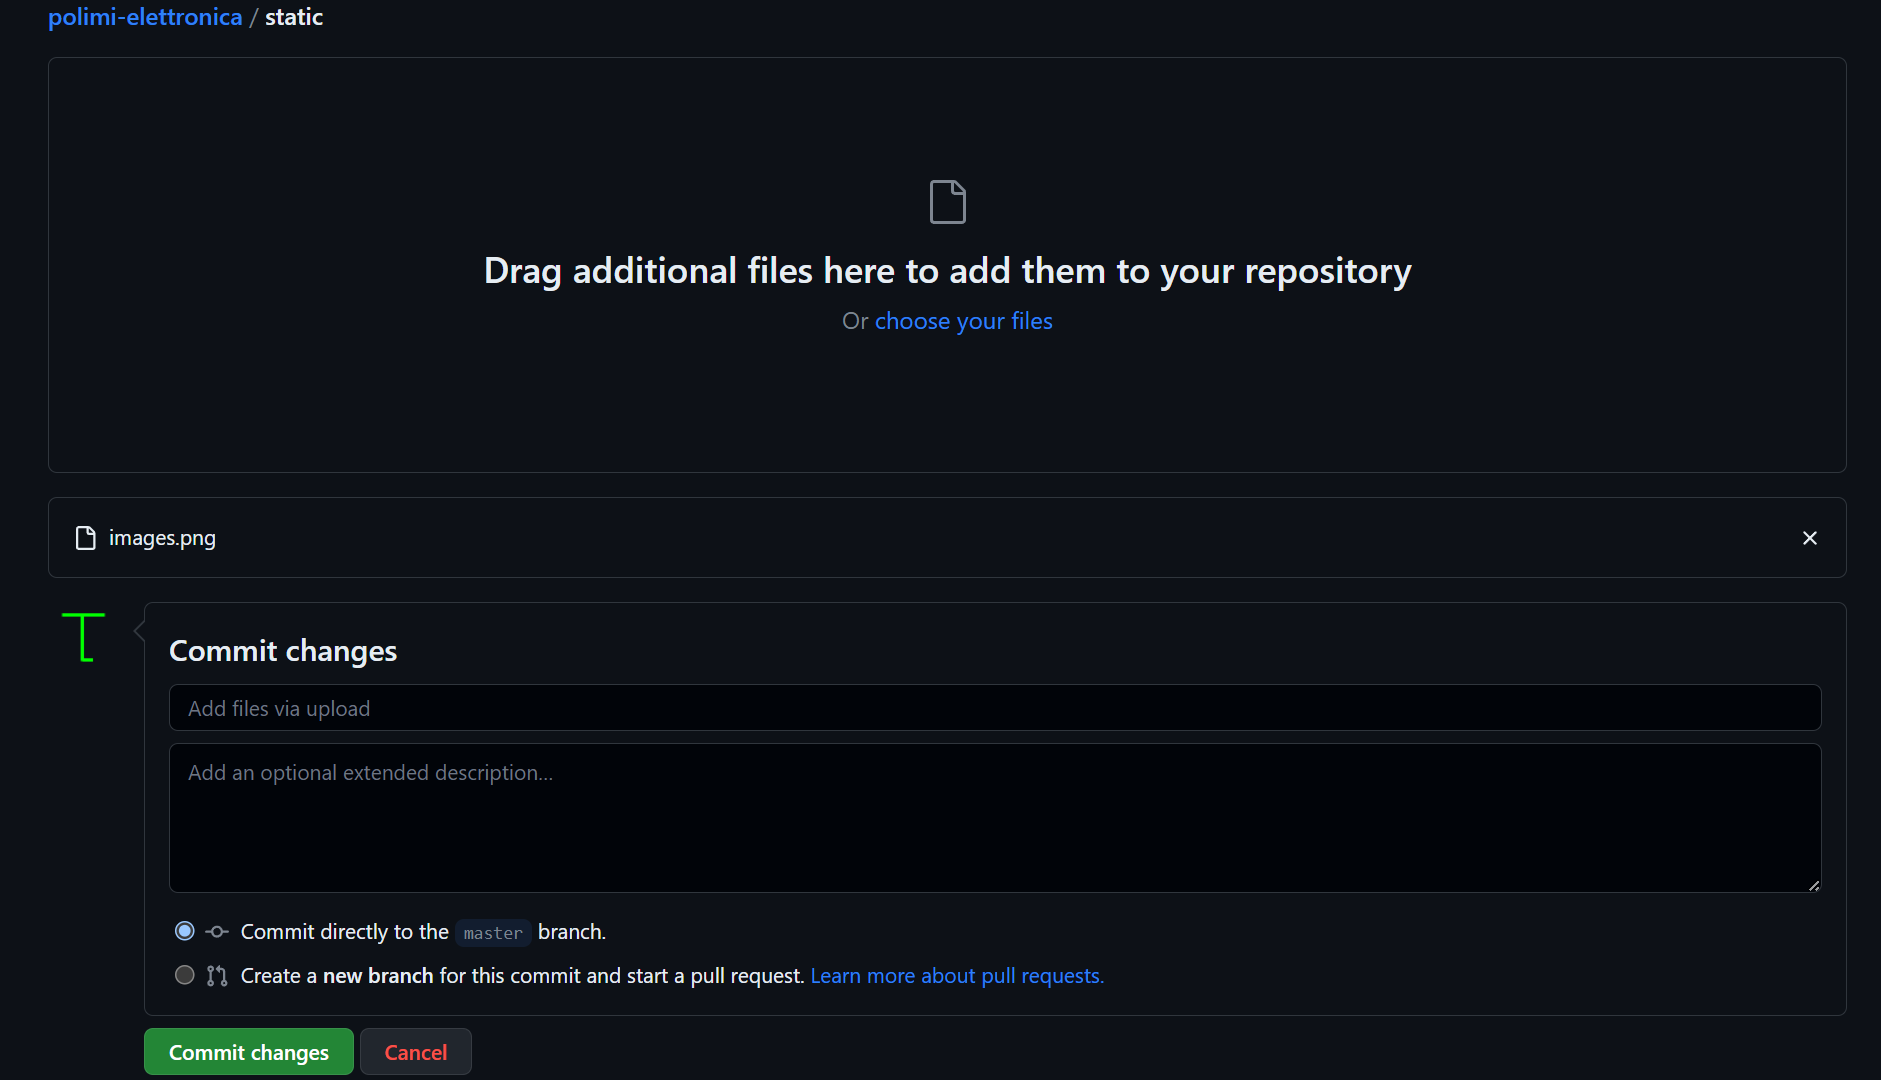 polimi-elettronica / static
Drag additional files here to add them to your repository
Or choose your files
images.png
Commit changes
Add files via upload
Add an optional extended description...
Commit directly to the master branch.
Create a new branch for this commit and start a pull request. Learn more about pull requests.
Commit changes
Cancel